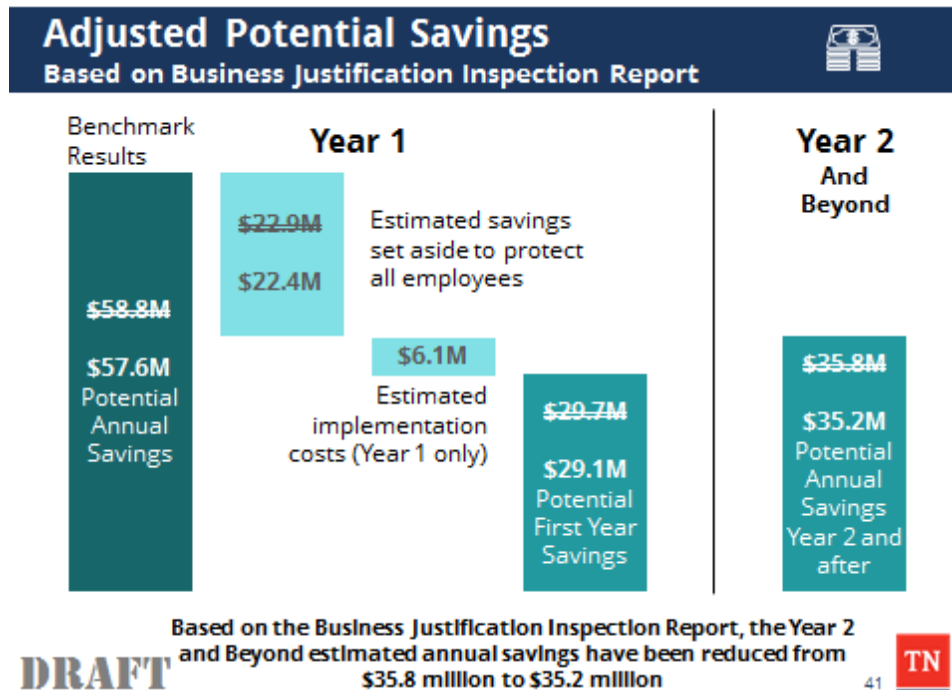 Adjusted Potential Savings
Based on Business Justification Inspection Report
Benchmark
Results
Year 1
$22.9M
$22.4M
Estimated savings
set aside to protect
all employees
$58.8M
$57.6M
Potential
Annual
Savings
$6.1M
Estimated
implementation
costs (Year 1 only)
$29.7M
$29.1M
Potential
First Year
Savings
Year 2
And
Beyond
$35.8M
$35.2M
Potential
Annual
Savings
Year 2 and
after
Based on the Business Justification Inspection Report, the Year 2
and Beyond estimated annual savings have been reduced from
$35.8 million to $35.2 million
DRAFT
41
TN